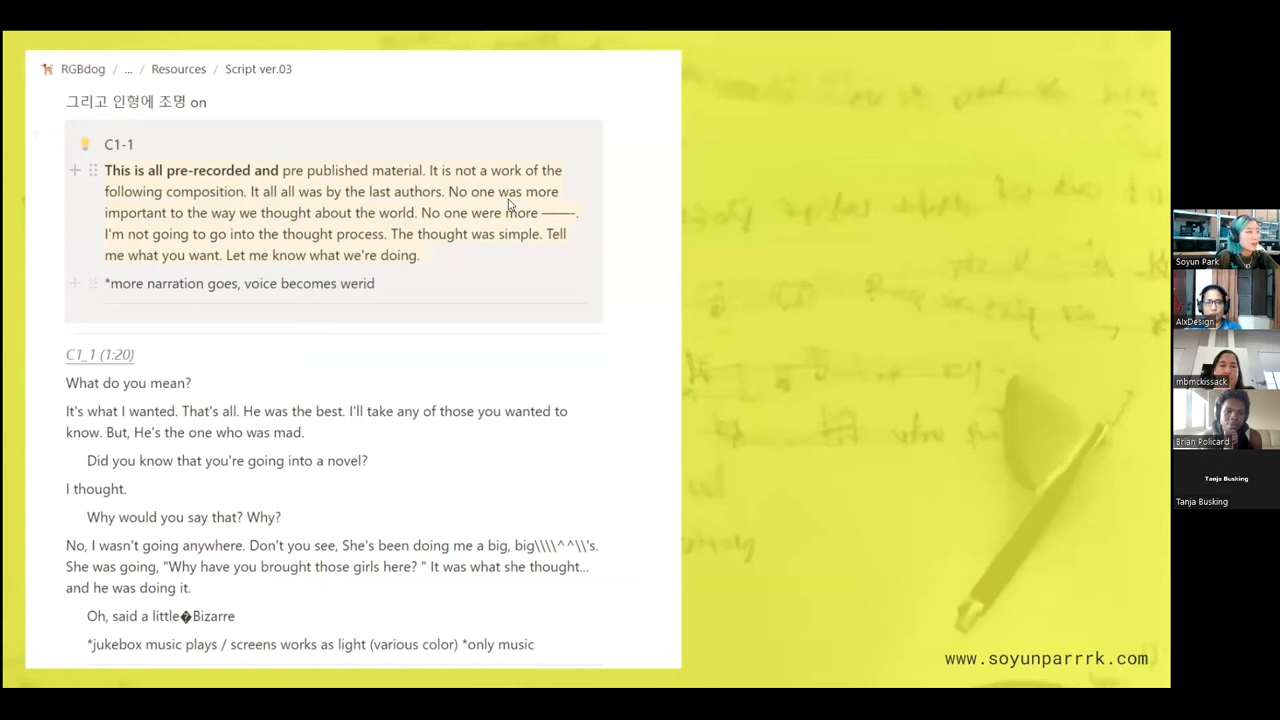 RGBdog / ... / Resources / Script ver.03
그리고 인형에 조명 on
C1-1
This is all pre-recorded and pre published material. It is not a work of the
following composition. It all all was by the last authors. No one was more
important to the way we thought about the world. No one were more ———-.
I'm not going to go into the thought process. The thought was simple. Tell
me what you want. Let me know what we're doing.
*more narration goes, voice becomes werid
C1_1 (1:20)
What do you mean?
It's what I wanted. That's all. He was the best. I'll take any of those you wanted to
know. But, He's the one who was mad.
Did you know that you're going into a novel?
I thought.
Why would you say that? Why?
No, I wasn't going anywhere. Don't you see, She's been doing me a big, big\\\\^^\\'s.
She was going, "Why have you brought those girls here? " It was what she thought...
and he was doing it.
Oh, said a little�Bizarre
*jukebox music plays / screens works as light (various color) *only music
www.soyunparrrk.com
Soyun Park
AIxDesign
mbmckissack
Brian Policard
Tanja Busking
Tanja Busking